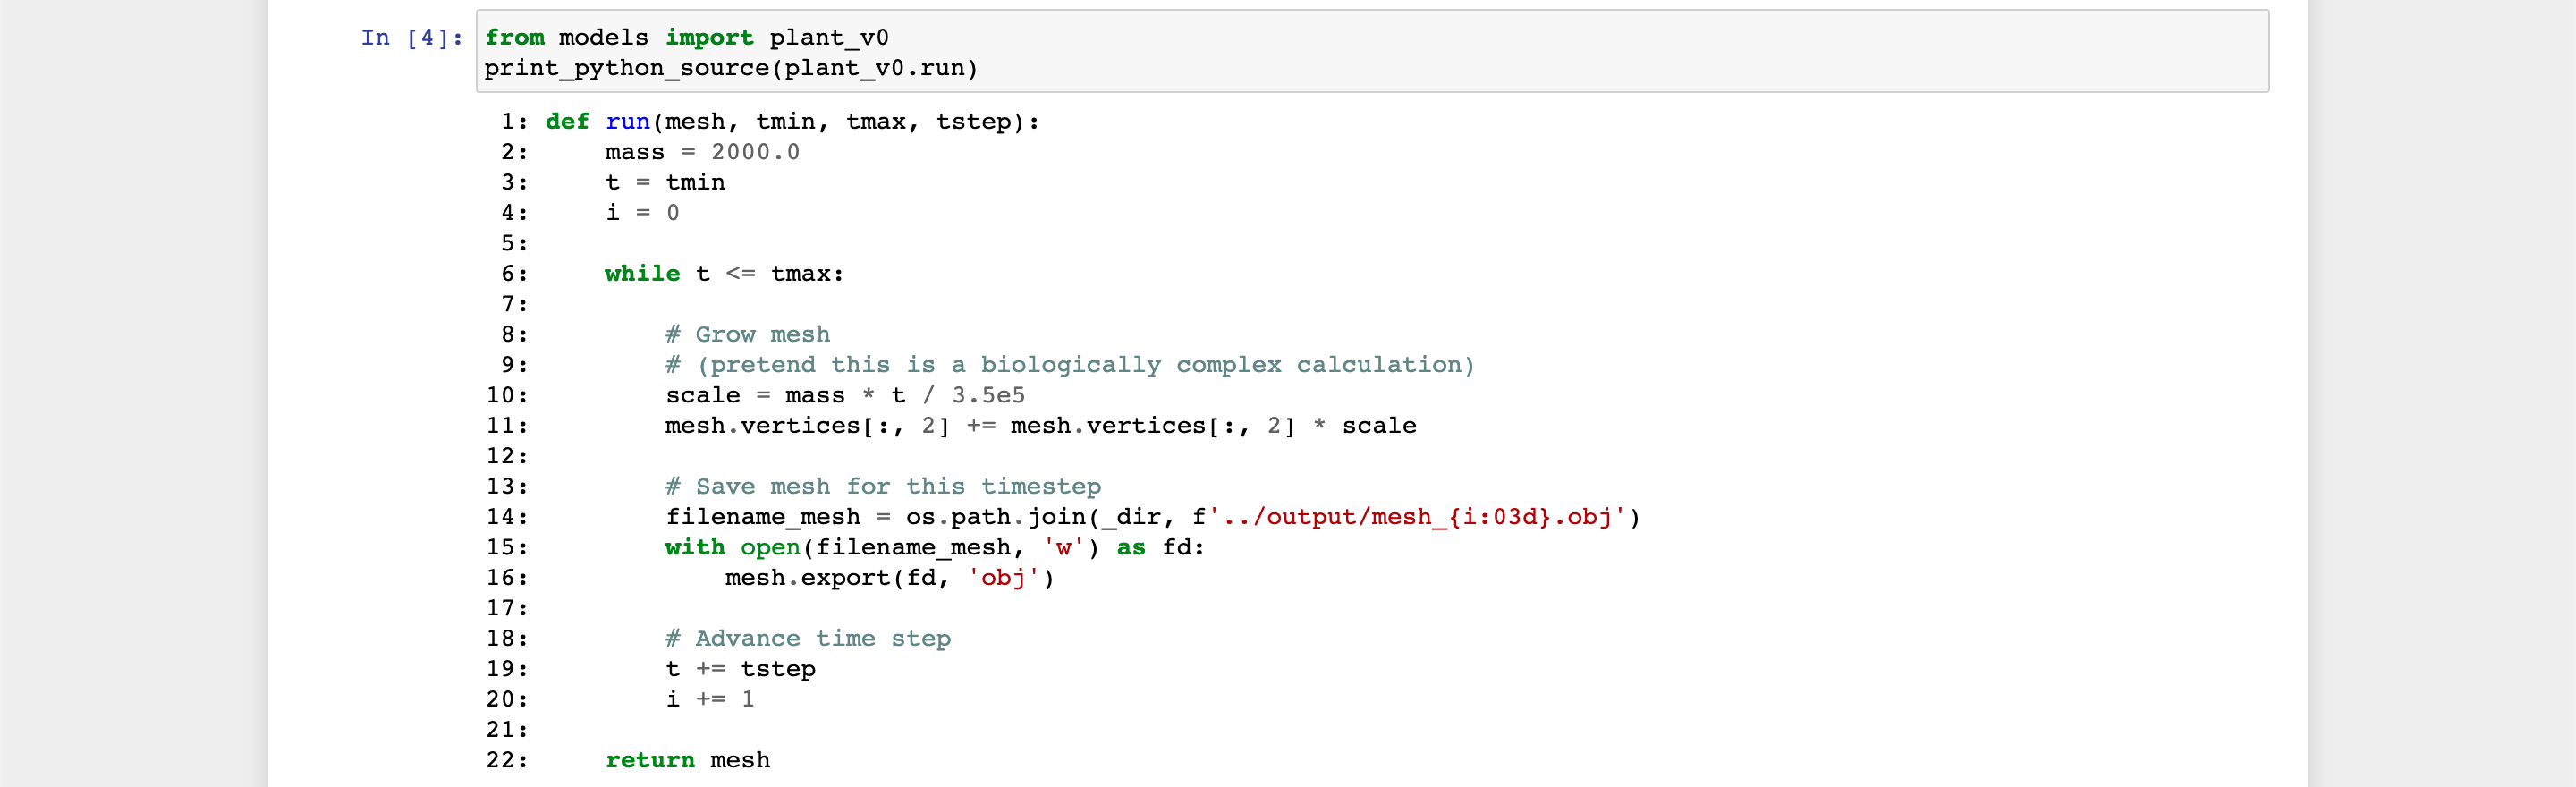 In [4]: from models import plant_v0
print_python_source(plant_v0.run)
1: def run(mesh, tmin, tmax, tstep):
2:     mass = 2000.0
3:     t = tmin
4:     i = 0
5:
6:     while t <= tmax:
7:
8:         # Grow mesh
9:         # (pretend this is a biologically complex calculation)
10:         scale = mass * t / 3.5e5
11:         mesh.vertices[:, 2] += mesh.vertices[:, 2] * scale
12:
13:         # Save mesh for this timestep
14:         filename_mesh = os.path.join(_dir, f'../output/mesh_{i:03d}.obj')
15:         with open(filename_mesh, 'w') as fd:
16:             mesh.export(fd, 'obj')
17:
18:         # Advance time step
19:         t += tstep
20:         i += 1
21:
22:     return mesh